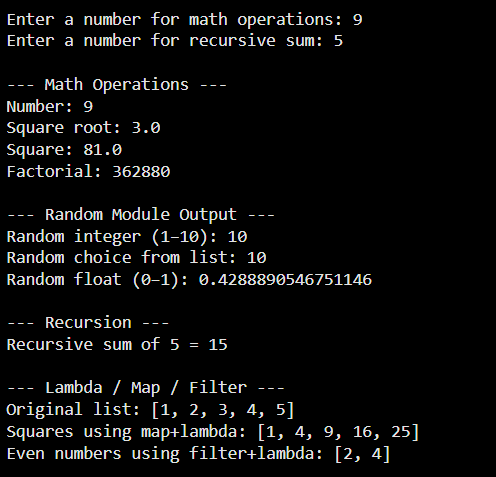 Enter a number for math operations: 9
Enter a number for recursive sum: 5
--- Math Operations ---
Number: 9
Square root: 3.0
Square: 81.0
Factorial: 362880
--- Random Module Output ---
Random integer (1–10): 10
Random choice from list: 10
Random float (0–1): 0.4288890546751146
--- Recursion ---
Recursive sum of 5 = 15
--- Lambda / Map / Filter ---
Original list: [1, 2, 3, 4, 5]
Squares using map+lambda: [1, 4, 9, 16, 25]
Even numbers using filter+lambda: [2, 4]